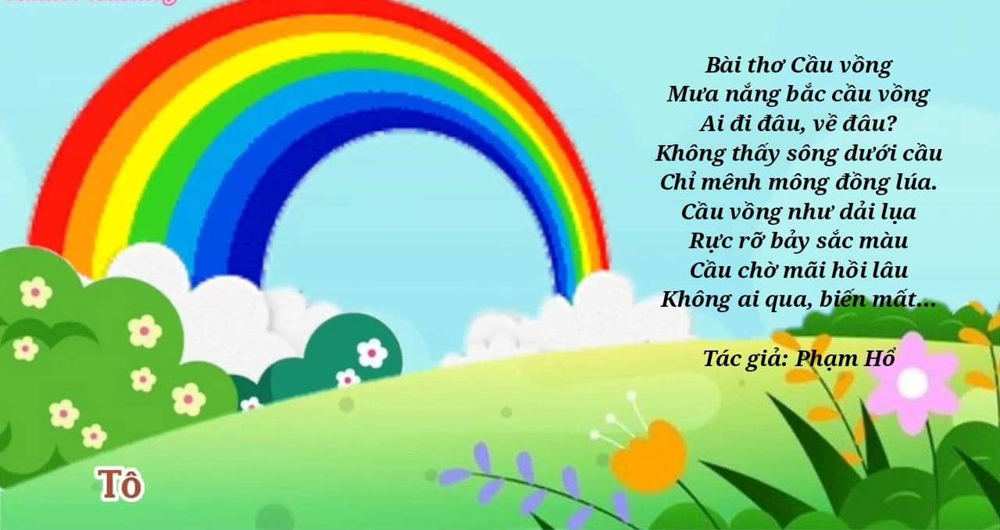 Bài thơ Cầu vồng
Mưa nắng bắc cầu vồng
Ai đi đâu, về đâu?
Không thấy sông dưới cầu
Chỉ mênh mông đồng lúa.
Cầu vồng như dải lụa
Rực rỡ bảy sắc màu
Cầu chờ mãi hồi lâu
Không ai qua, biến mất...
Tác giả: Phạm Hổ
Tô